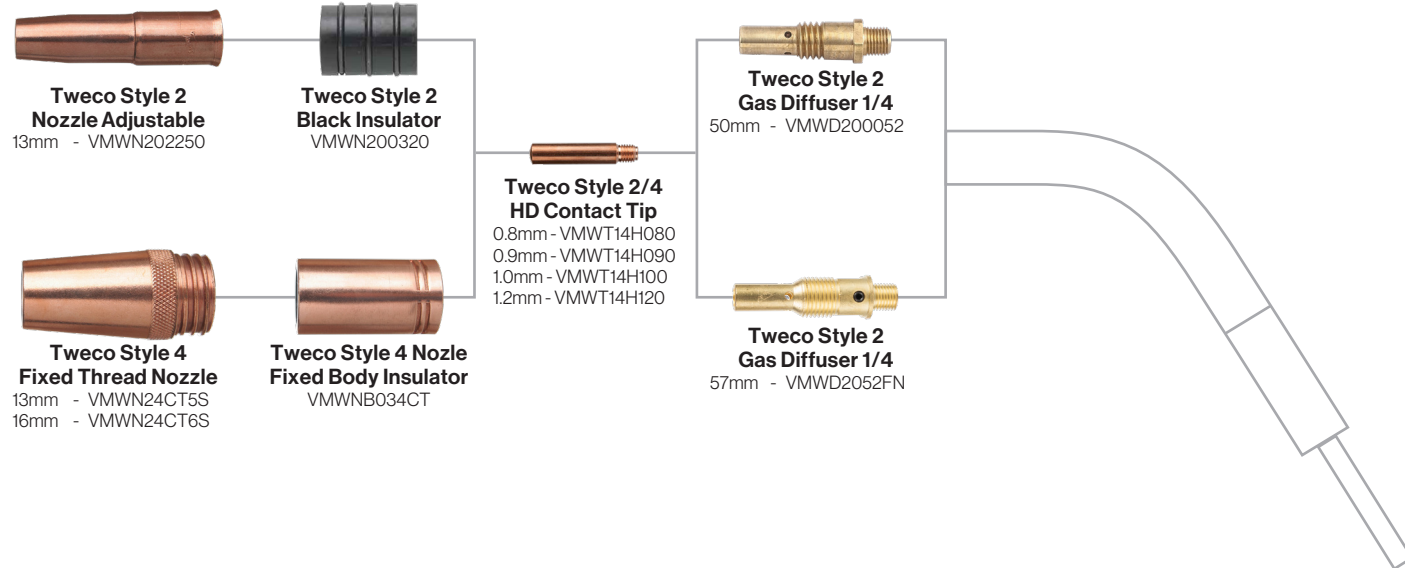 Tweco Style 2
Nozzle Adjustable
13mm - VMWN202250
Tweco Style 2
Black Insulator
VMWN200320
Tweco Style 4
Fixed Thread Nozzle
13mm - VMWN24CT5S
16mm - VMWN24CT6S
Tweco Style 4 Nozle
Fixed Body Insulator
VMWNB034CT
Tweco Style 2/4
HD Contact Tip
0.8mm - VMWT14H080
0.9mm - VMWT14H090
1.0mm - VMWT14H100
1.2mm - VMWT14H120
Tweco Style 2
Gas Diffuser 1/4
50mm - VMWD200052
Tweco Style 2
Gas Diffuser 1/4
57mm - VMWD2052FN